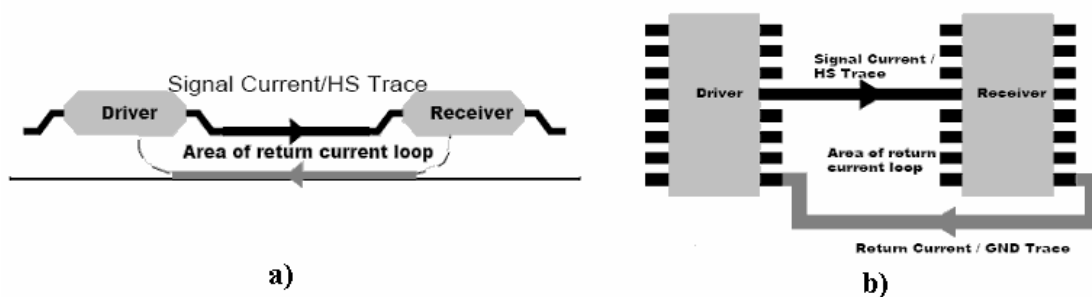 Signal Current/HS Trace
Driver
Receiver
Area of return current loop
a)
Signal Current /
HS Trace
Driver
Receiver
Area of return
current loop
Return Current / GND Trace
b)